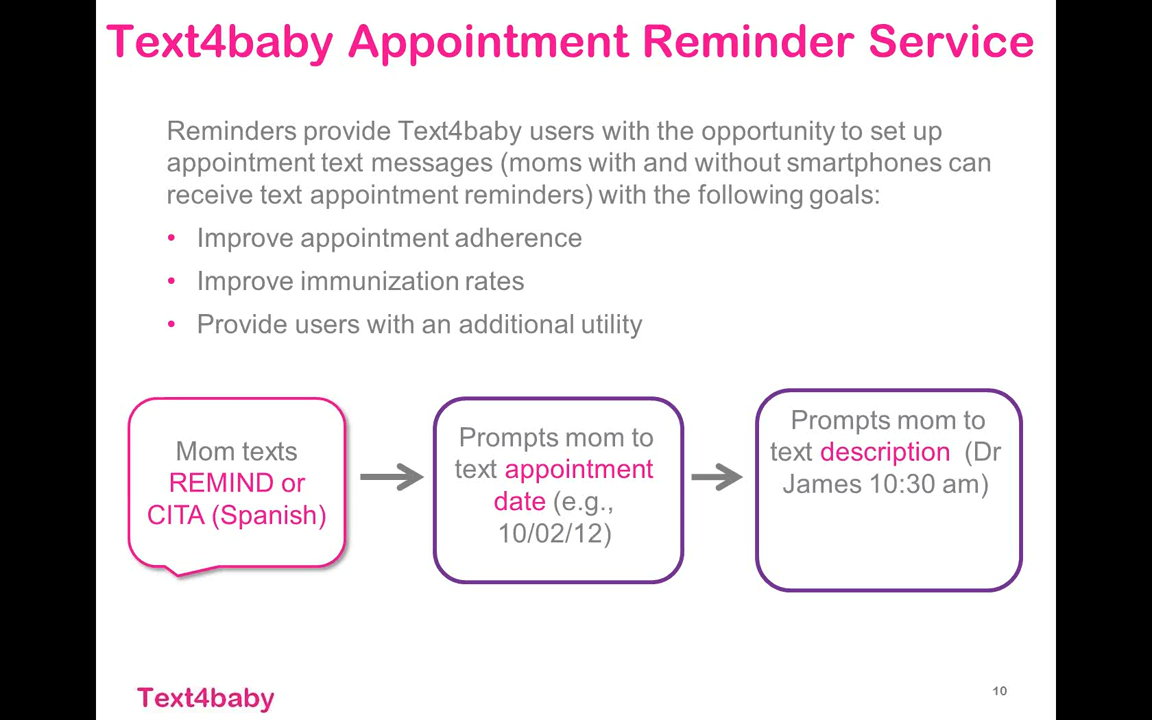 Text4baby Appointment Reminder Service
Reminders provide Text4baby users with the opportunity to set up
appointment text messages (moms with and without smartphones can
receive text appointment reminders) with the following goals:
• Improve appointment adherence
• Improve immunization rates
• Provide users with an additional utility
Mom texts
REMIND or
CITA (Spanish)
Prompts mom to
text appointment
date (e.g.,
10/02/12)
Prompts mom to
text description (Dr
James 10:30 am)
Text4baby
10